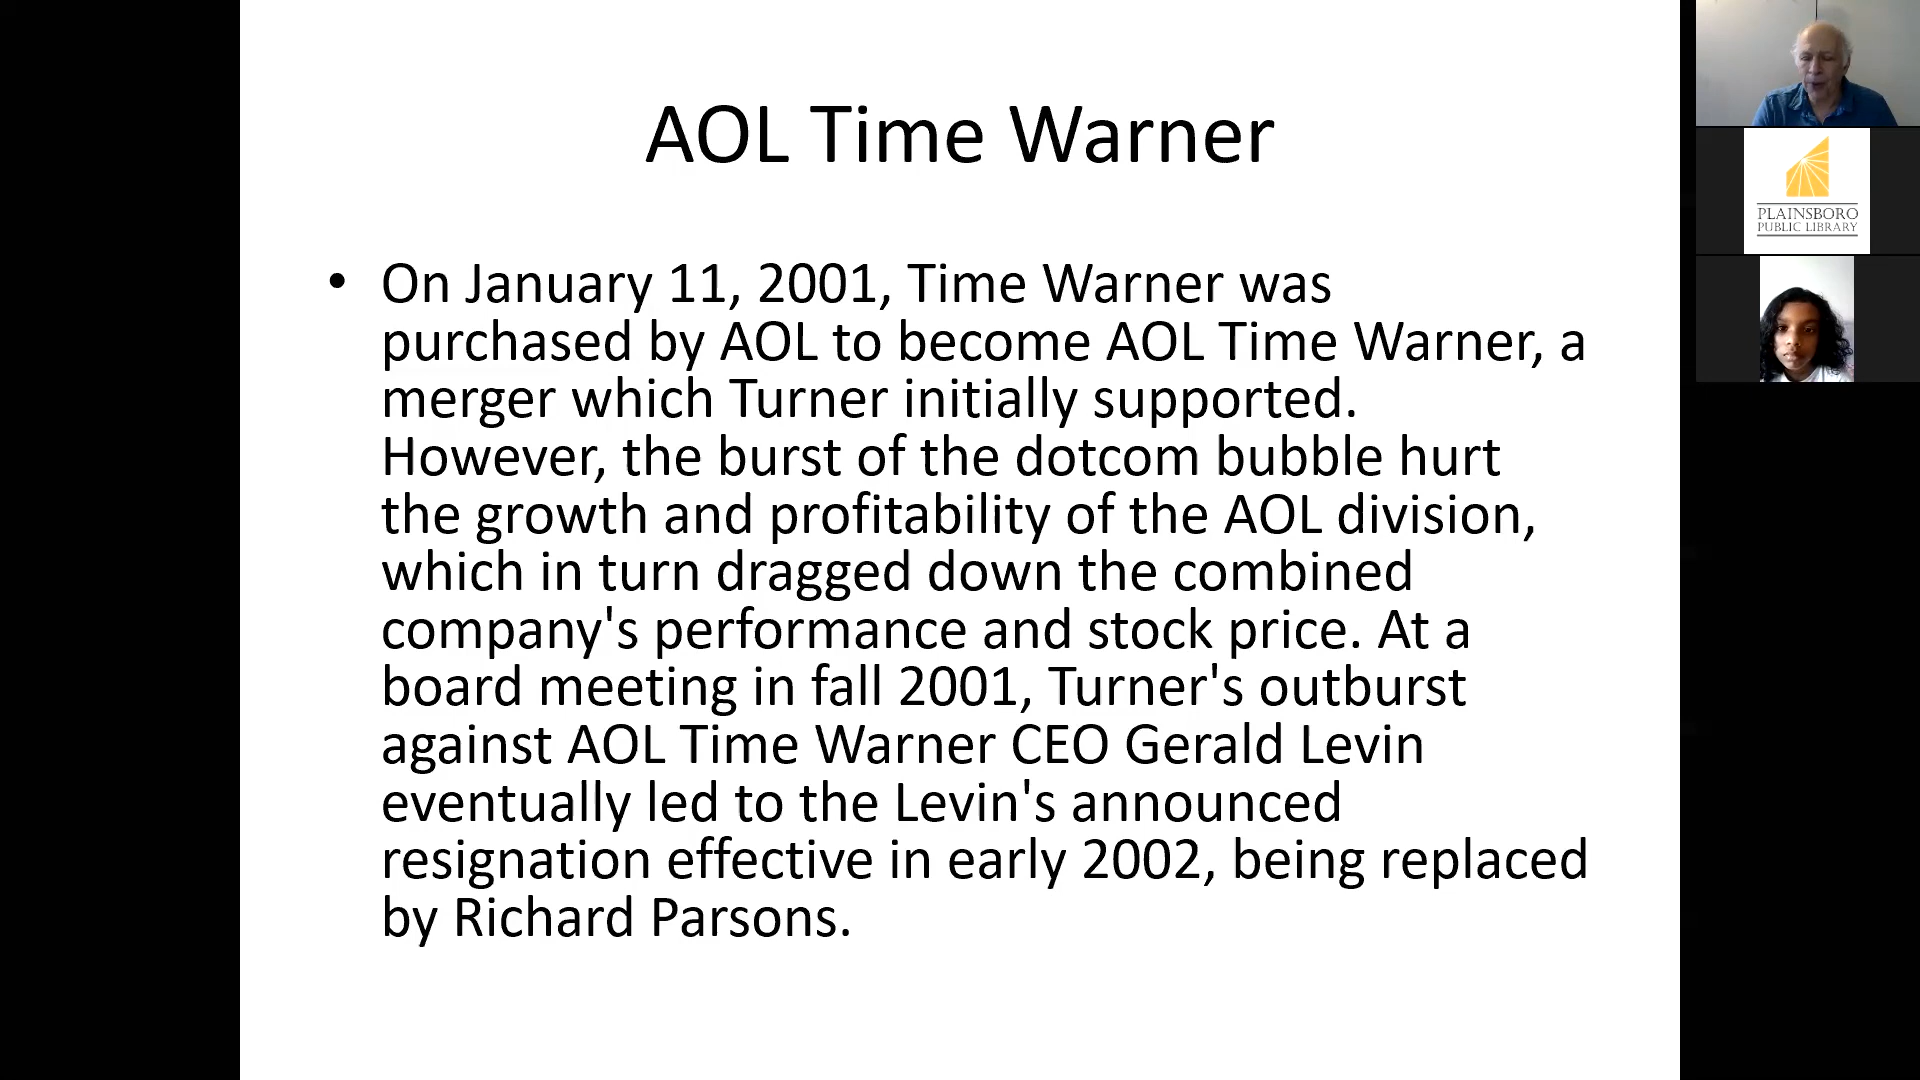 AOL Time Warner
• On January 11, 2001, Time Warner was
purchased by AOL to become AOL Time Warner, a
merger which Turner initially supported.
However, the burst of the dotcom bubble hurt
the growth and profitability of the AOL division,
which in turn dragged down the combined
company's performance and stock price. At a
board meeting in fall 2001, Turner's outburst
against AOL Time Warner CEO Gerald Levin
eventually led to the Levin's announced
resignation effective in early 2002, being replaced
by Richard Parsons.
PLAINSBORO
PUBLIC LIBRARY